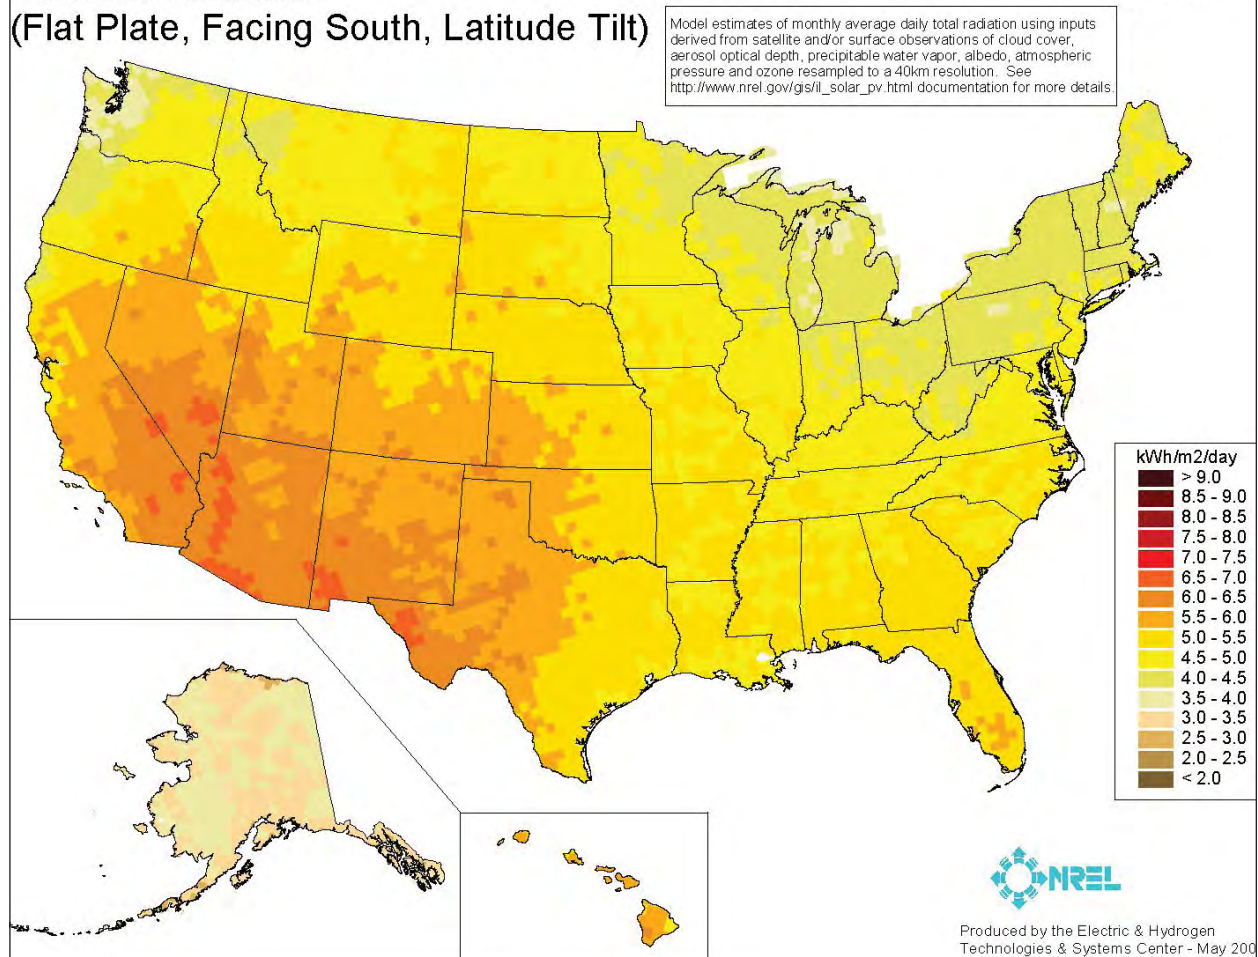 (Flat Plate, Facing South, Latitude Tilt)
Model estimates of monthly average daily total radiation using inputs
derived from satellite and/or surface observations of cloud cover,
aerosol optical depth, precipitable water vapor, albedo, atmospheric
pressure and ozone resampled to a 40km resolution. See
http://www.nrel.gov/gis/il_solar_pv.html documentation for more details.
kWh/m2/day
> 9.0
8.5 - 9.0
8.0 - 8.5
7.5 - 8.0
7.0 - 7.5
6.5 - 7.0
6.0 - 6.5
5.5 - 6.0
5.0 - 5.5
4.5 - 5.0
4.0 - 4.5
3.5 - 4.0
3.0 - 3.5
2.5 - 3.0
2.0 - 2.5
< 2.0
NREL
Produced by the Electric & Hydrogen
Technologies & Systems Center - May 200